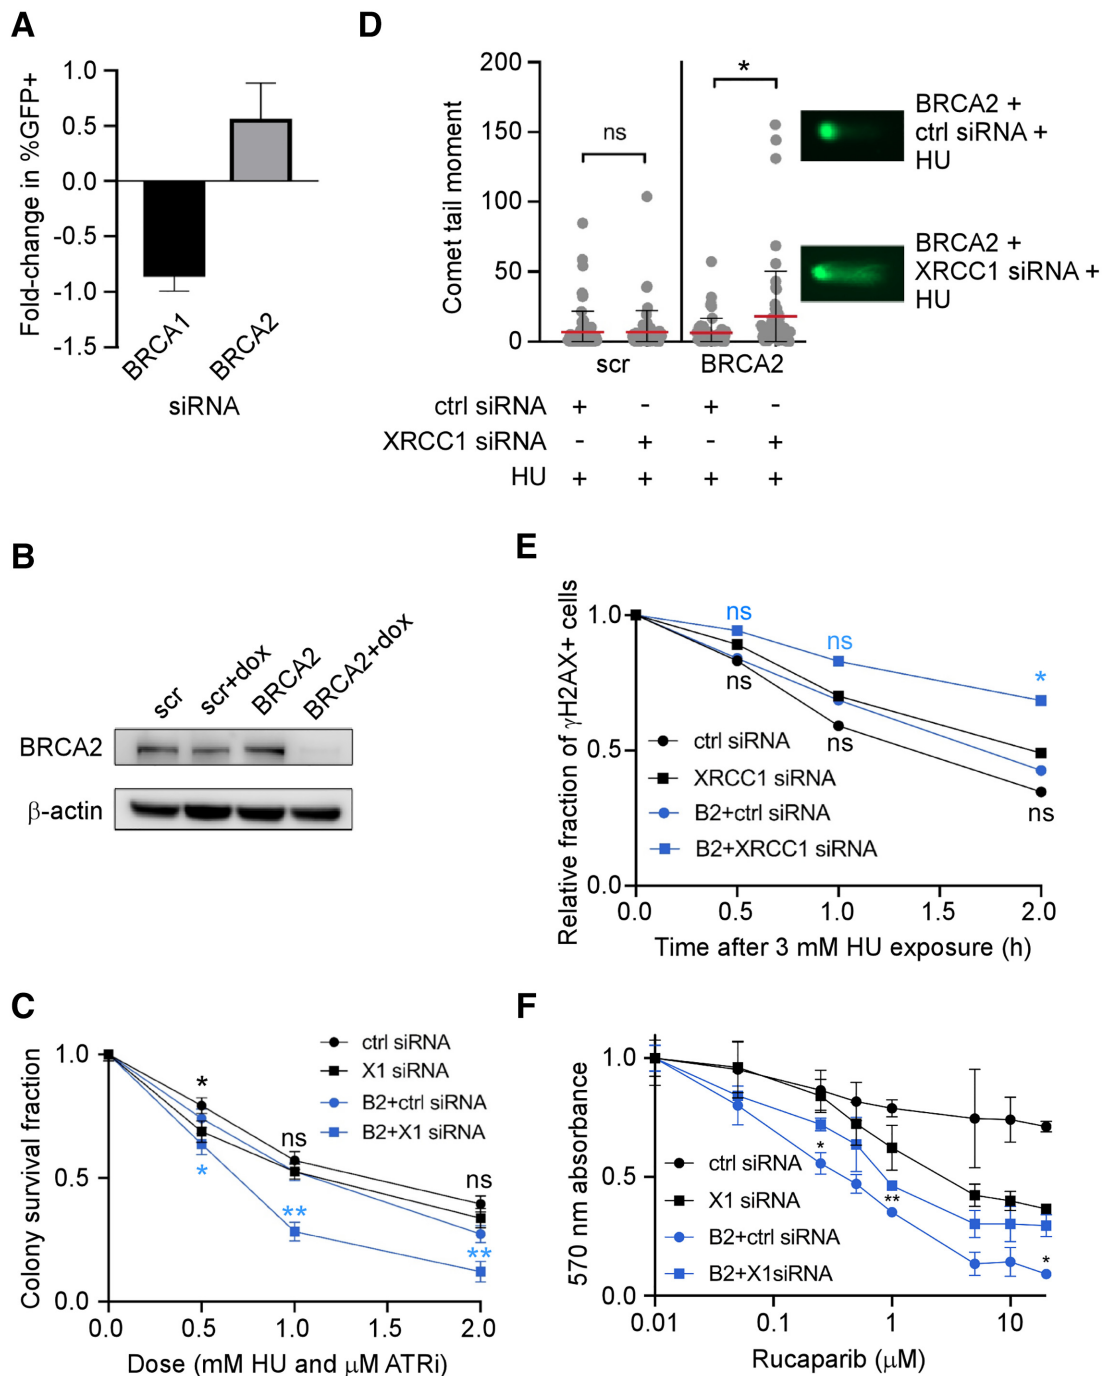 A
Fold-change in %GFP+
1.0
0.5
0.0
-0.5
-1.0
-1.5
BRCA1
BRCA2
siRNA
D
Comet tail moment
200
150
100
50
0
ns
*
scr
BRCA2
ctrl siRNA + - + -
XRCC1 siRNA - + - +
HU + + + +
BRCA2 +
ctrl siRNA +
HU
BRCA2 +
XRCC1 siRNA +
HU
B
scr
scr+dox
BRCA2
BRCA2+dox
BRCA2
β-actin
E
Relative fraction of γH2AX+ cells
1.0
0.5
0.0
ns
ns
*
ns
ns
ns
ctrl siRNA
XRCC1 siRNA
B2+ctrl siRNA
B2+XRCC1 siRNA
0.0 0.5 1.0 1.5 2.0
Time after 3 mM HU exposure (h)
C
Colony survival fraction
1.0
0.5
0.0
*
ns
ns
*
**
**
ctrl siRNA
X1 siRNA
B2+ctrl siRNA
B2+X1 siRNA
0.0 0.5 1.0 1.5 2.0
Dose (mM HU and μM ATRi)
F
570 nm absorbance
1.0
0.5
0.0
*
**
*
ctrl siRNA
X1 siRNA
B2+ctrl siRNA
B2+X1siRNA
0.01 0.1 1 10
Rucaparib (μM)